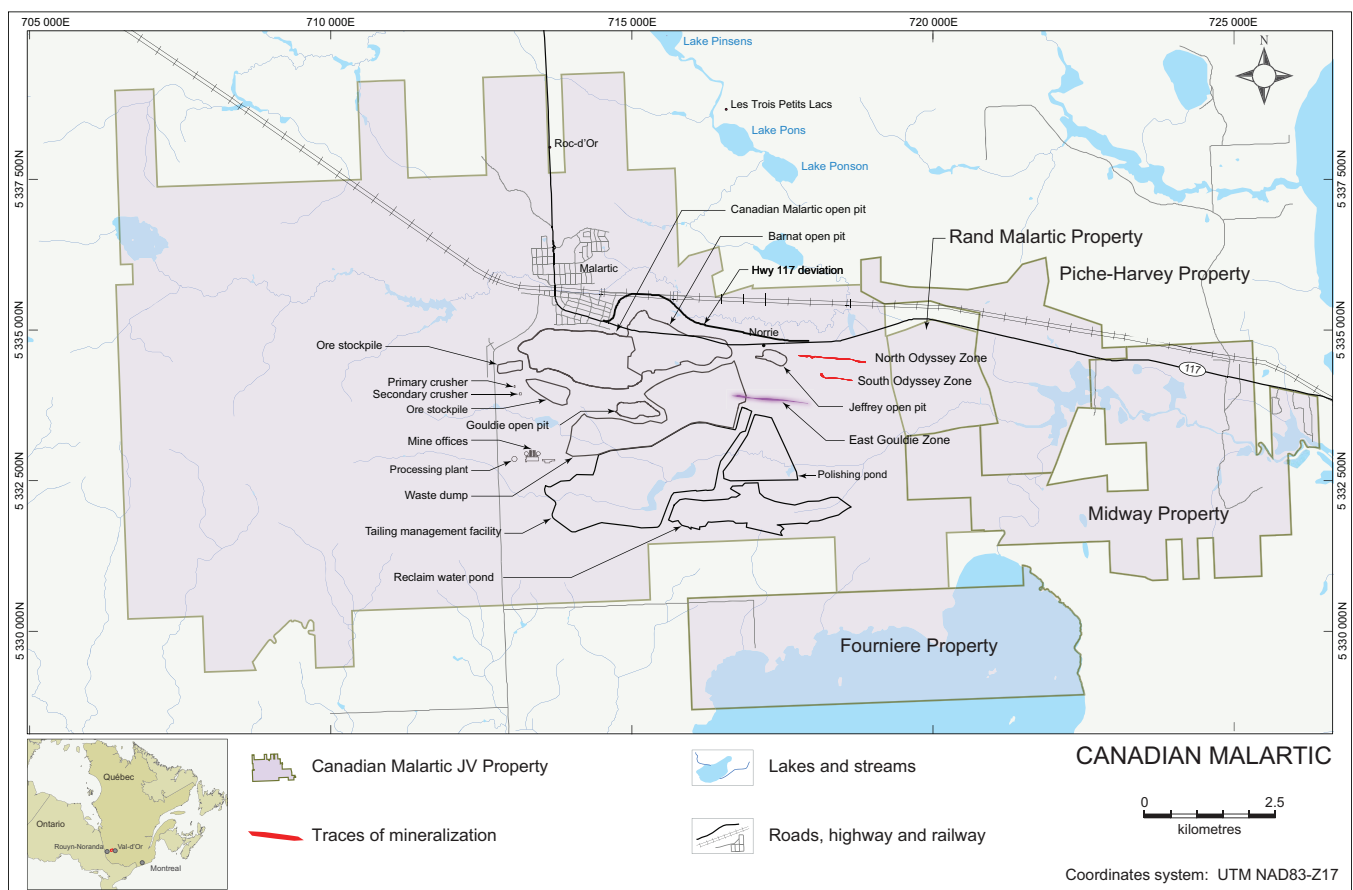 705 000E
710 000E
715 000E
720 000E
725 000E
N
Lake Pinsens
Les Trois Petits Lacs
Lake Pons
Roc-d'Or
Lake Ponson
5 337 500N
5 337 500N
Canadian Malartic open pit
Barnat open pit
Rand Malartic Property
Malartic
Hwy 117 deviation
Piche-Harvey Property
5 335 000N
5 335 000N
Norrie
Ore stockpile
North Odyssey Zone
117
Primary crusher
South Odyssey Zone
Secondary crusher
Ore stockpile
Jeffrey open pit
Gouldie open pit
Mine offices
East Gouldie Zone
Processing plant
Polishing pond
5 332 500N
5 332 500N
Waste dump
Midway Property
Tailing management facility
Reclaim water pond
5 330 000N
5 330 000N
Fourniere Property
Québec
Ontario
Rouyn-Noranda
Val-d'Or
Montreal
Canadian Malartic JV Property
Traces of mineralization
Lakes and streams
Roads, highway and railway
CANADIAN MALARTIC
0 2.5
kilometres
Coordinates system: UTM NAD83-Z17